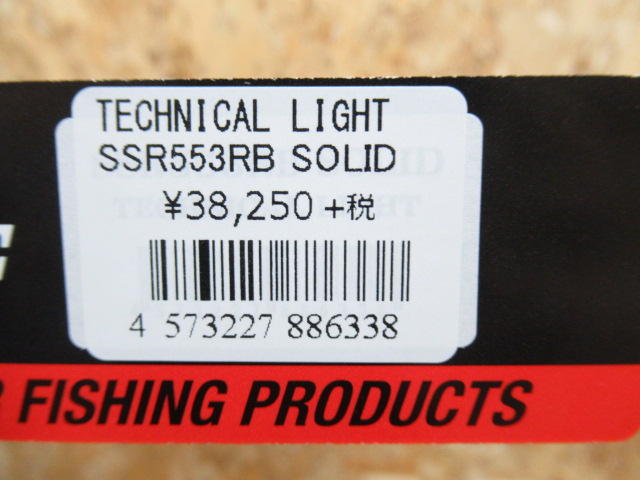 TECHNICAL LIGHT
SSR553RB SOLID
¥38,250+税
4 573227 886338
FISHING PRODUCTS